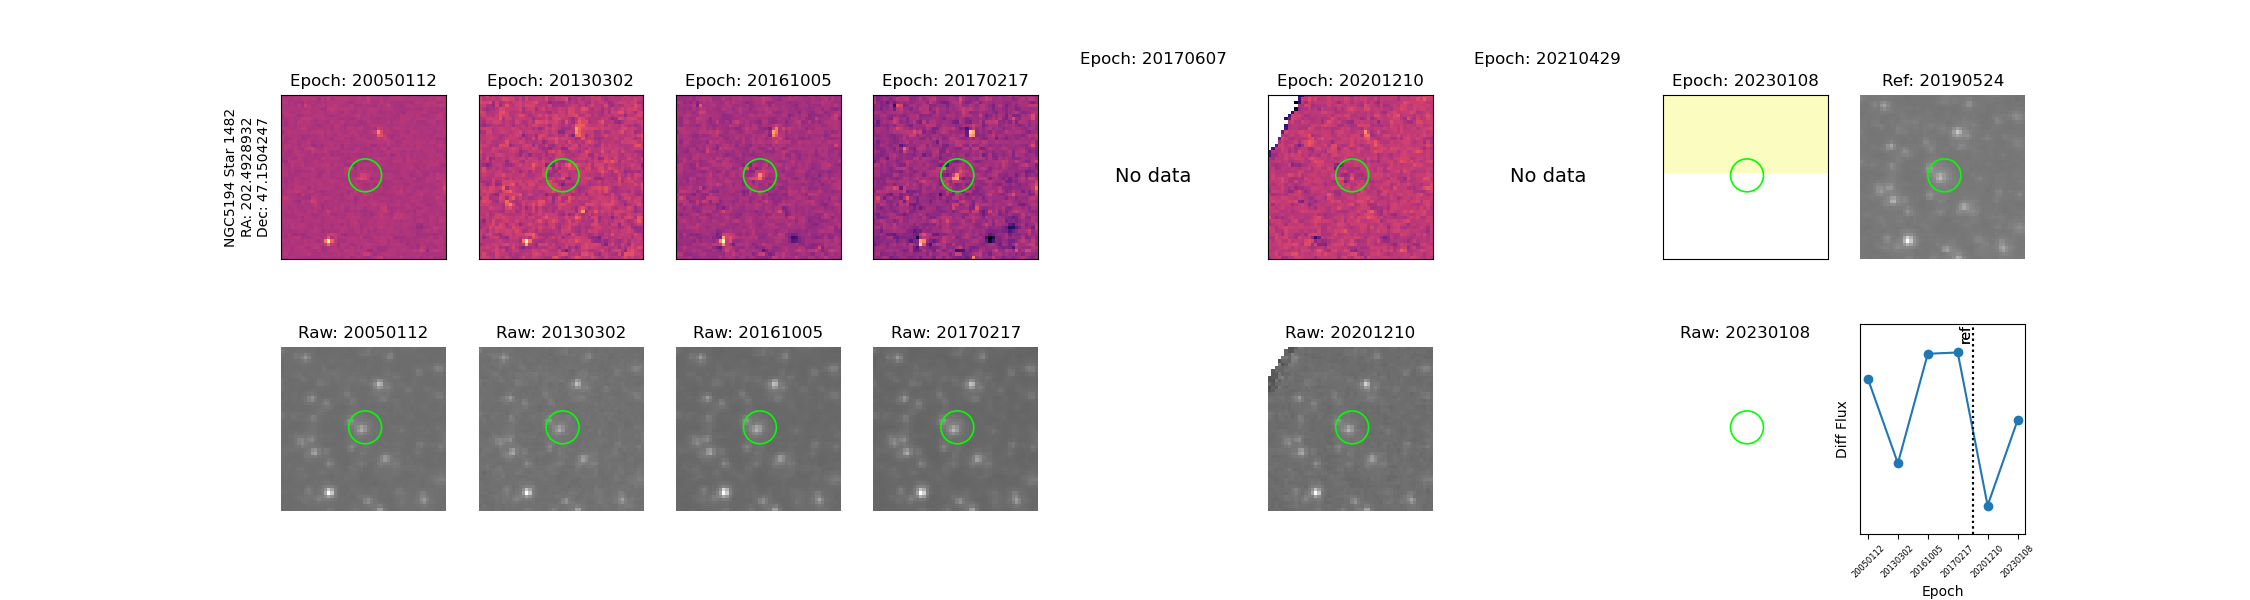 NGC5194 Star 1482
RA: 202.4928932
Dec: 47.1504247
Epoch: 20050112
Epoch: 20130302
Epoch: 20161005
Epoch: 20170217
Epoch: 20170607
No data
Epoch: 20201210
Epoch: 20210429
No data
Epoch: 20230108
Ref: 20190524
Raw: 20050112
Raw: 20130302
Raw: 20161005
Raw: 20170217
Raw: 20201210
Raw: 20230108
Diff Flux
ref
20050112
20130302
20161005
20170217
20201210
20230108
Epoch